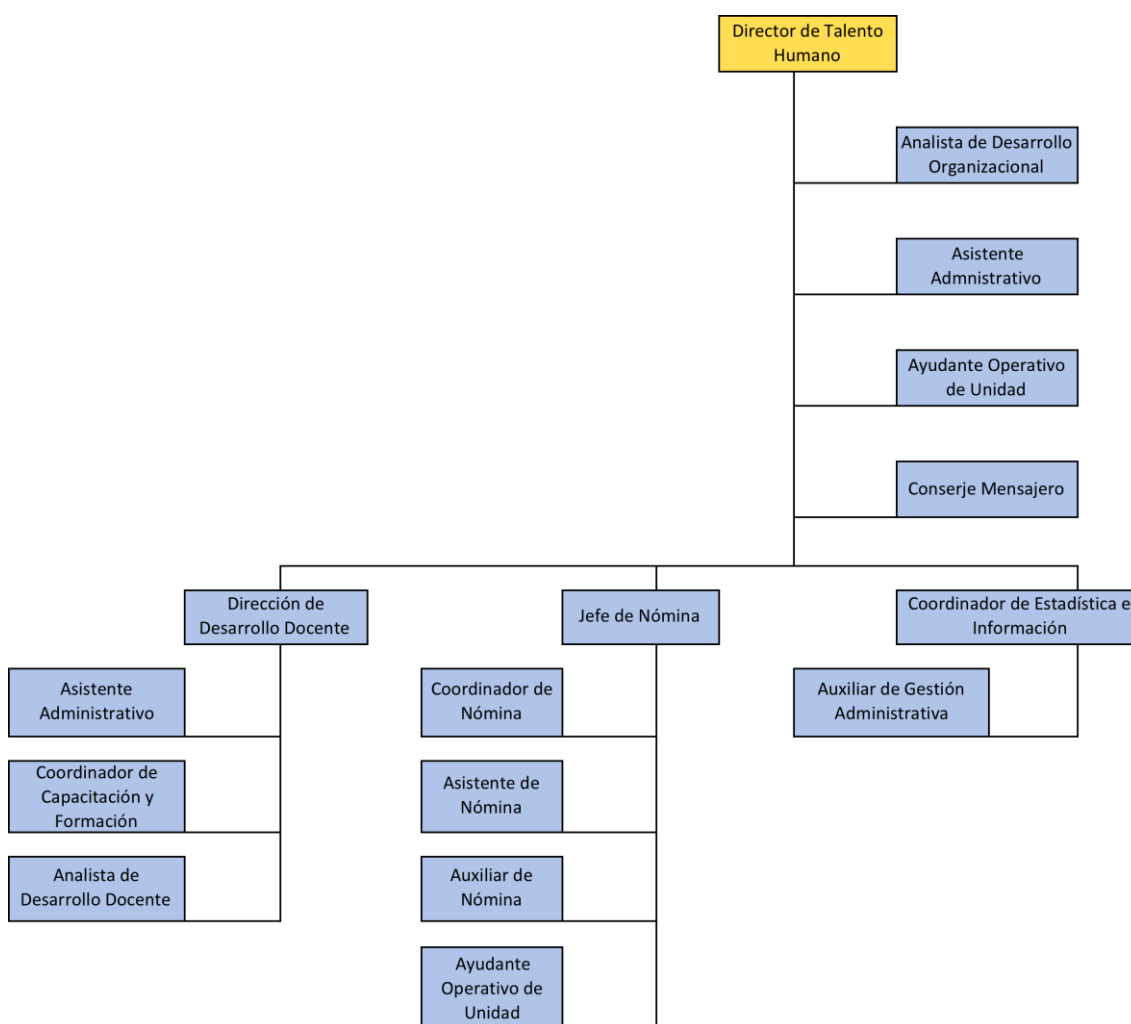 Director de Talento
Humano
Analista de Desarrollo
Organizacional
Asistente
Admnistrativo
Ayudante Operativo
de Unidad
Conserje Mensajero
Dirección de
Desarrollo Docente
Jefe de Nómina
Coordinador de Estadística e
Información
Asistente
Administrativo
Coordinador de
Nómina
Auxiliar de Gestión
Administrativa
Coordinador de
Capacitación y
Formación
Asistente de
Nómina
Analista de
Desarrollo Docente
Auxiliar de
Nómina
Ayudante
Operativo de
Unidad